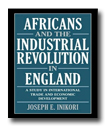 AFRICANS
AND THE
INDUSTRIAL
REVOLUTION
IN
ENGLAND
A STUDY IN INTERNATIONAL
TRADE AND ECONOMIC
DEVELOPMENT
JOSEPH E. INIKORI